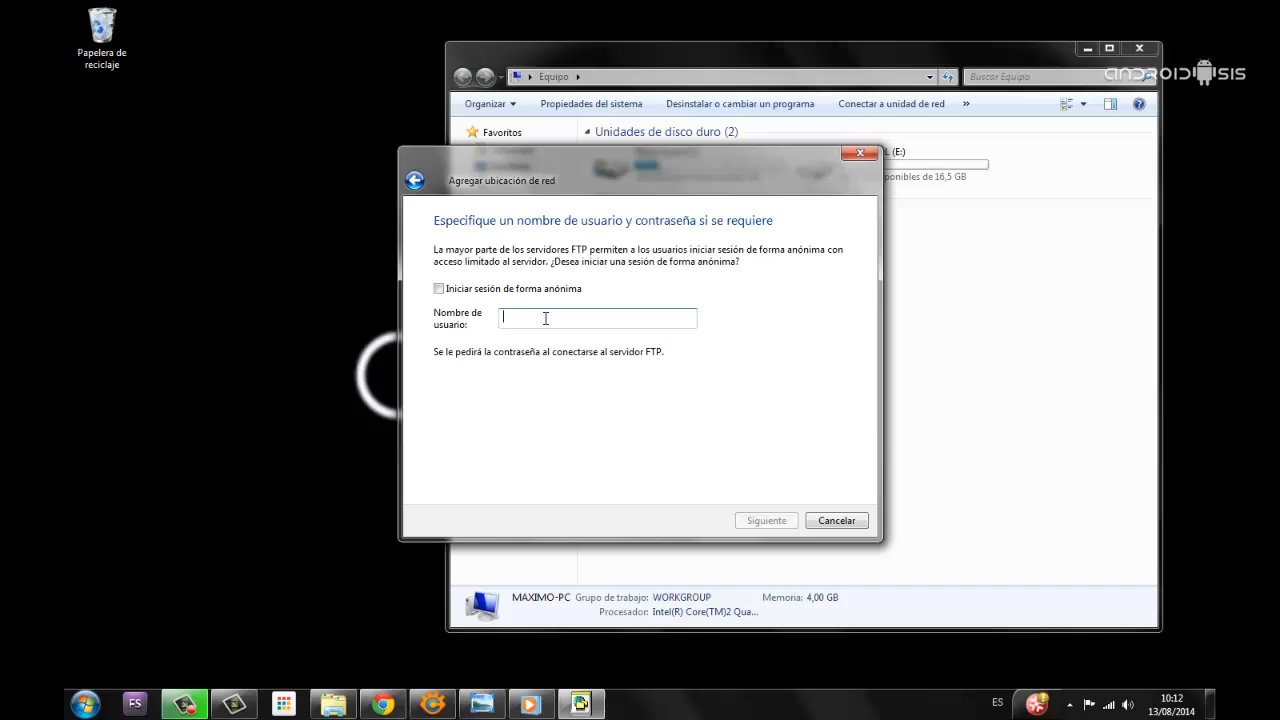 Papelera de
reciclaje
Equipo
Buscar Equipo
ANDROIDSIS
Organizar
Propiedades del sistema
Desinstalar o cambiar un programa
Conectar a unidad de red
»
Favoritos
Unidades de disco duro (2)
L (E:)
ponibles de 16,5 GB
Agregar ubicación de red
Especifique un nombre de usuario y contraseña si se requiere
La mayor parte de los servidores FTP permiten a los usuarios iniciar sesión de forma anónima con
acceso limitado al servidor. ¿Desea iniciar una sesión de forma anónima?
Iniciar sesión de forma anónima
Nombre de
usuario:
Se le pedirá la contraseña al conectarse al servidor FTP.
Siguiente
Cancelar
MAXIMO-PC Grupo de trabajo: WORKGROUP Memoria: 4,00 GB
Procesador: Intel(R) Core(TM)2 Qua...
FS
ES
10:12
13/08/2014